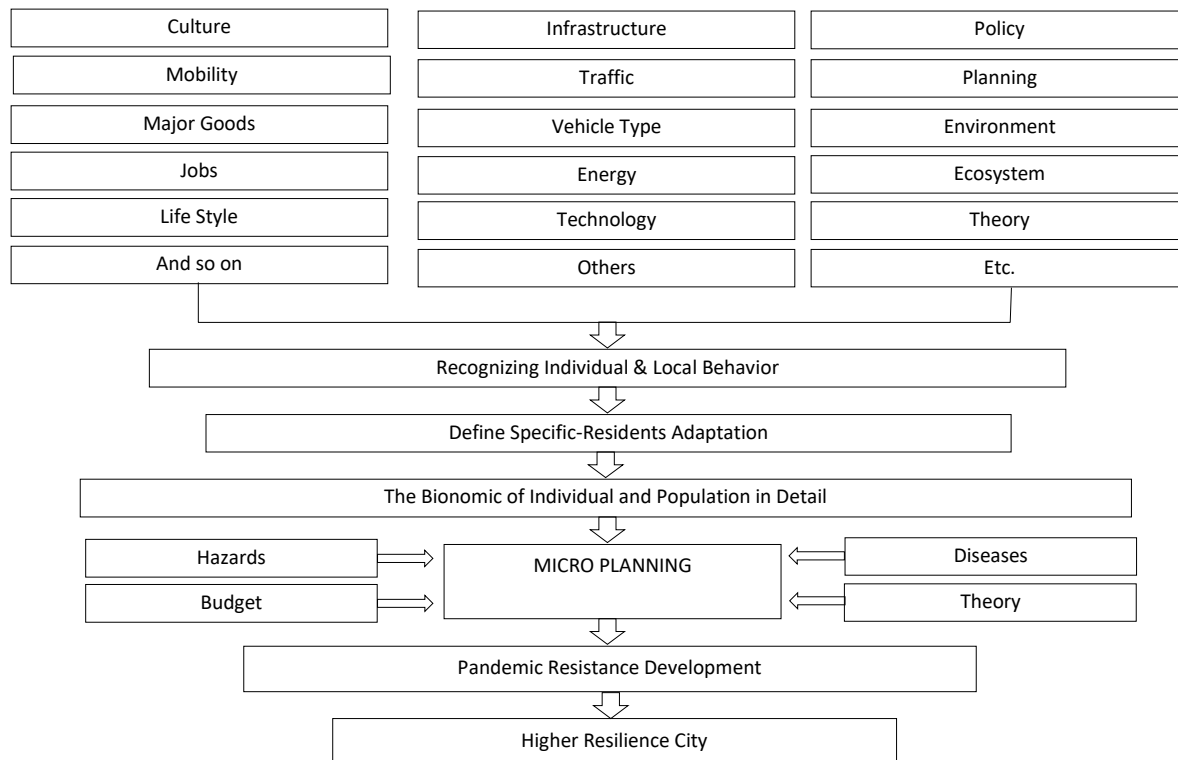 Culture
Infrastructure
Policy
Mobility
Traffic
Planning
Major Goods
Vehicle Type
Environment
Jobs
Energy
Ecosystem
Life Style
Technology
Theory
And so on
Others
Etc.
Recognizing Individual & Local Behavior
Define Specific-Residents Adaptation
The Bionomic of Individual and Population in Detail
Hazards
MICRO PLANNING
Diseases
Budget
Theory
Pandemic Resistance Development
Higher Resilience City